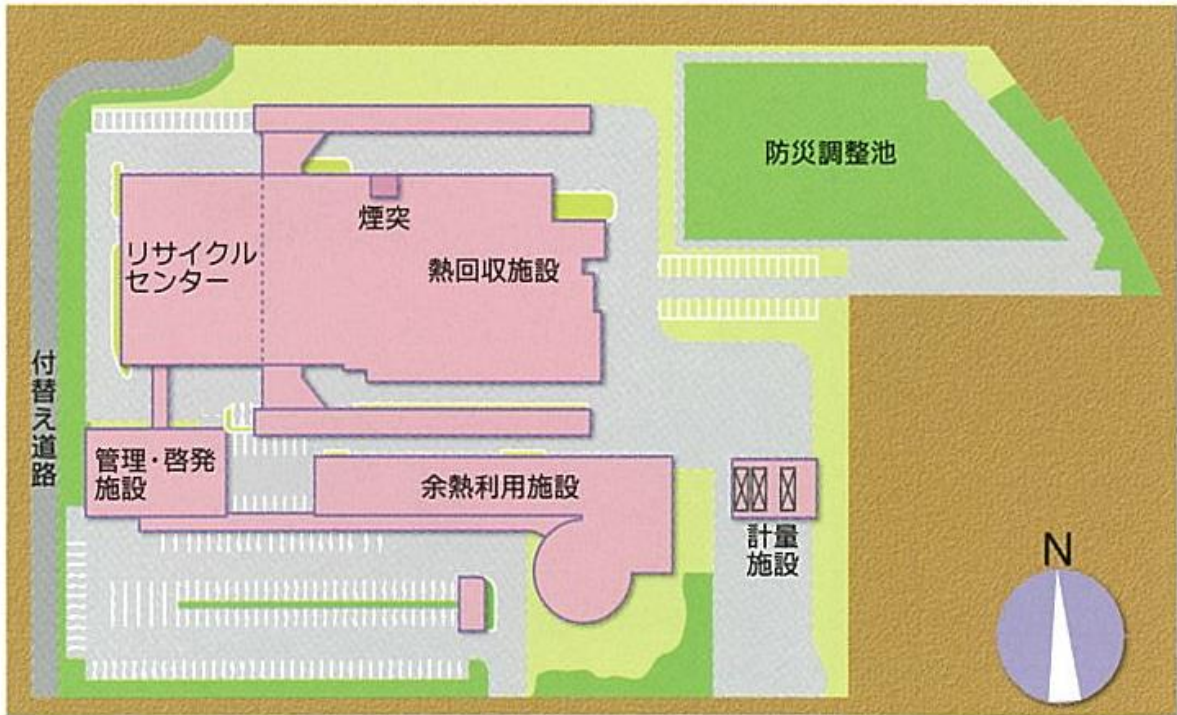 防災調整池
煙突
リサイクル
センター
熱回収施設
付替え道路
管理・啓発
施設
余熱利用施設
計量
施設
N